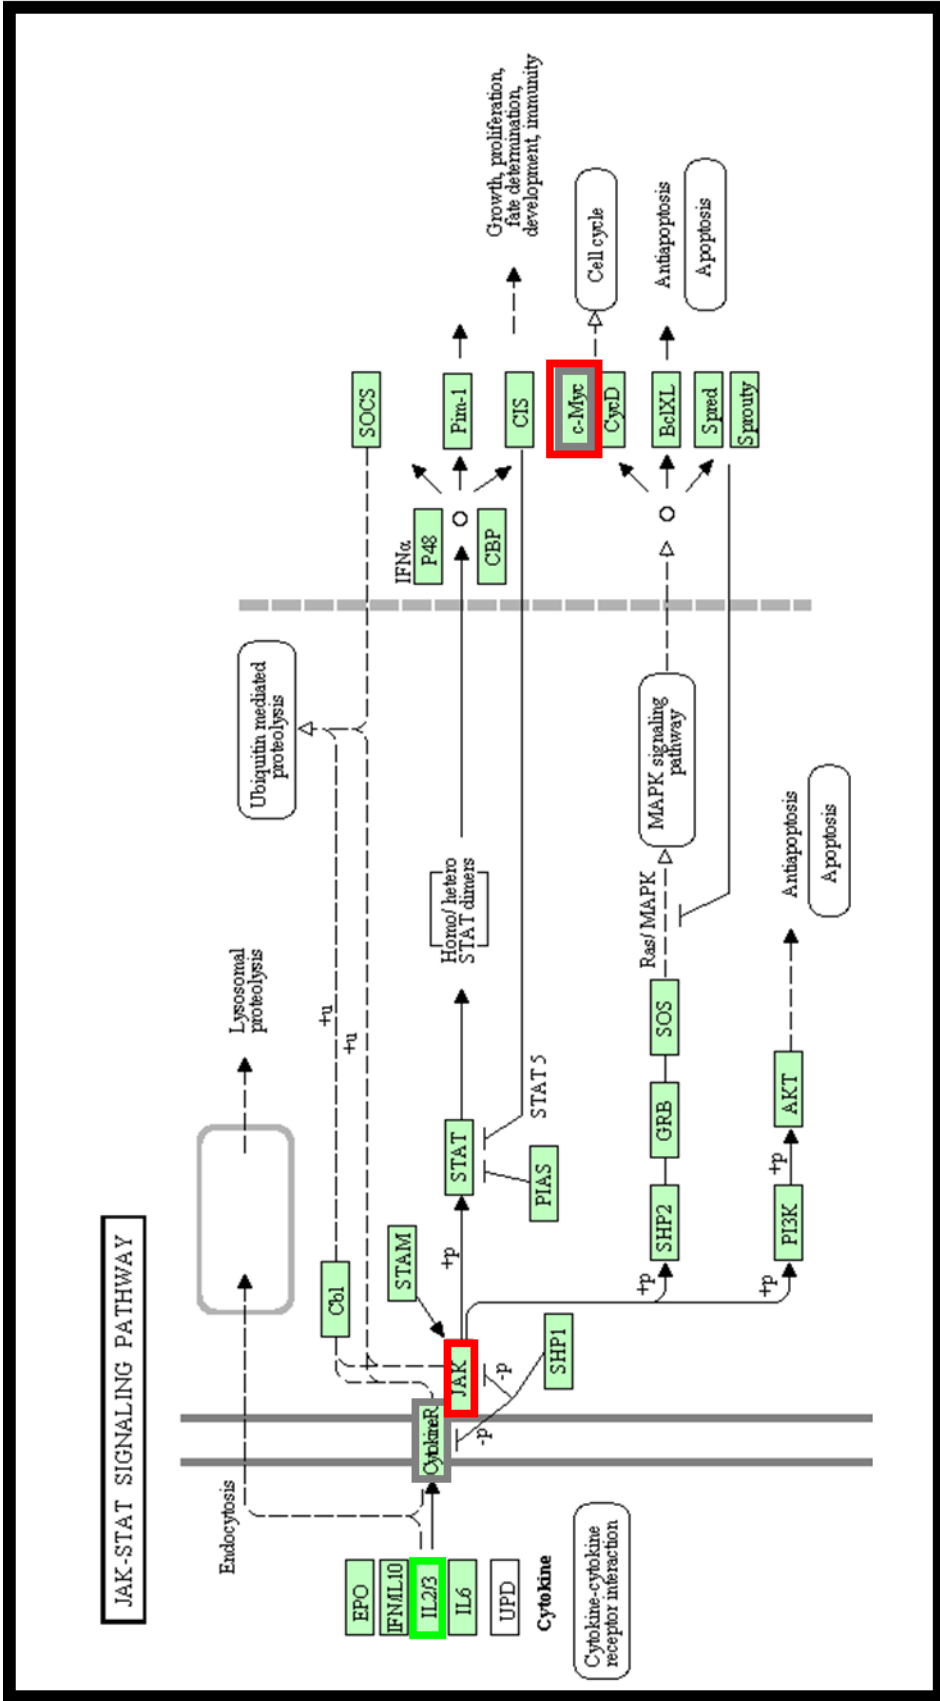 JAK-STAT SIGNALING PATHWAY
Endocytosis
Lysosomal
proteolysis
Ubiquitin mediated
proteolysis
Cbl
+u
+u
SOCS
EPO
IFN/IL10
IL2/3
IL6
UPD
Cytokine
Cytokine-cytokine
receptor interaction
CytokineR
JAK
STAM
-p
-p
SHP1
+p
STAT
PIAS
STAT5
Homo/hetero
STAT dimers
IFNα
P48
CBP
Pim-1
CIS
Growth, proliferation,
fate determination,
development, immunity
c-Myc
CycD
Cell cycle
BclXL
Antiapoptosis
Apoptosis
Spred
Sprouty
+p
SHP2
GRB
SOS
Ras/MAPK
MAPK signaling
pathway
+p
PI3K
+p
AKT
Antiapoptosis
Apoptosis